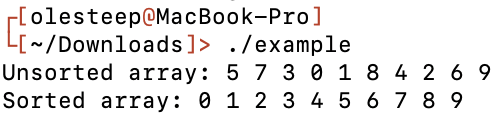 ┌[olesteep@MacBook-Pro]
└[~/Downloads]> ./example
Unsorted array: 5 7 3 0 1 8 4 2 6 9
Sorted array: 0 1 2 3 4 5 6 7 8 9